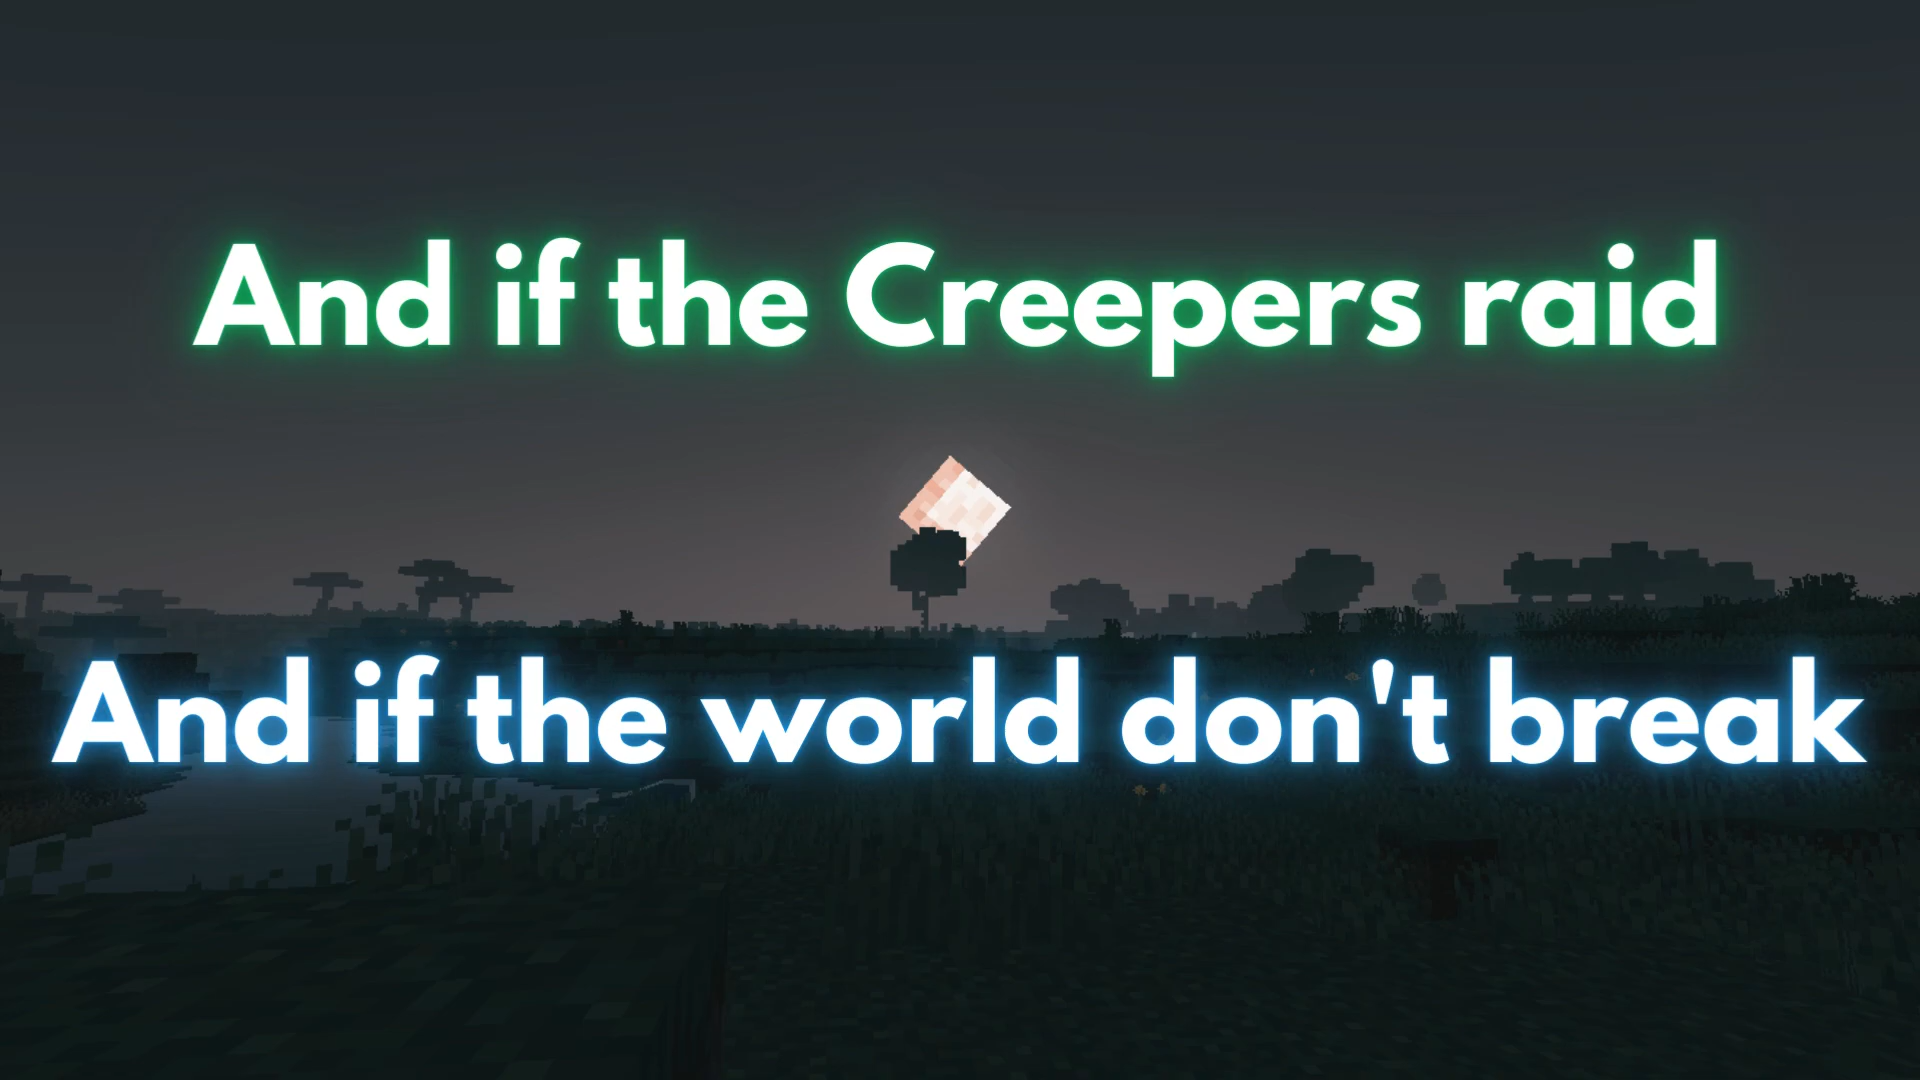 And if the Creepers raid
And if the world don't break